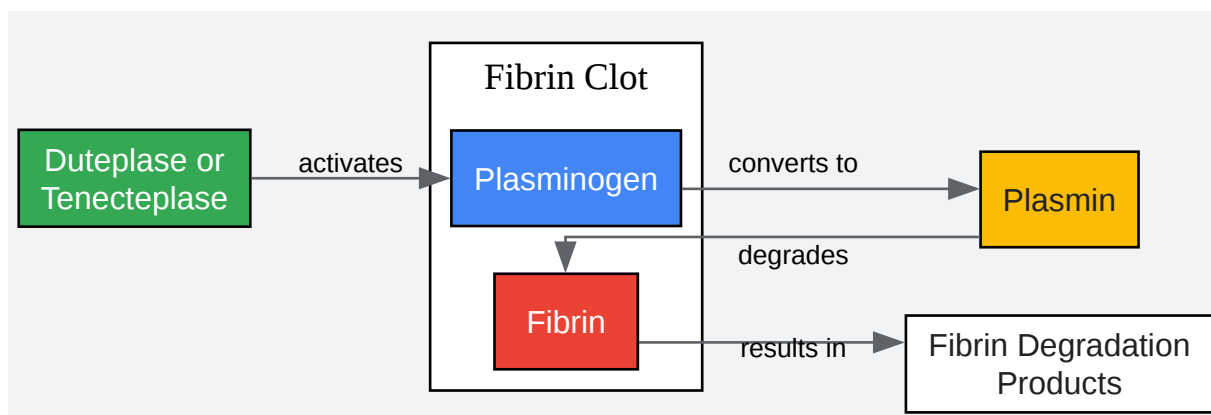 Fibrin Clot
Duteplase or
Tenecteplase
activates
Plasminogen
converts to
Plasmin
degrades
Fibrin
results in
Fibrin Degradation
Products